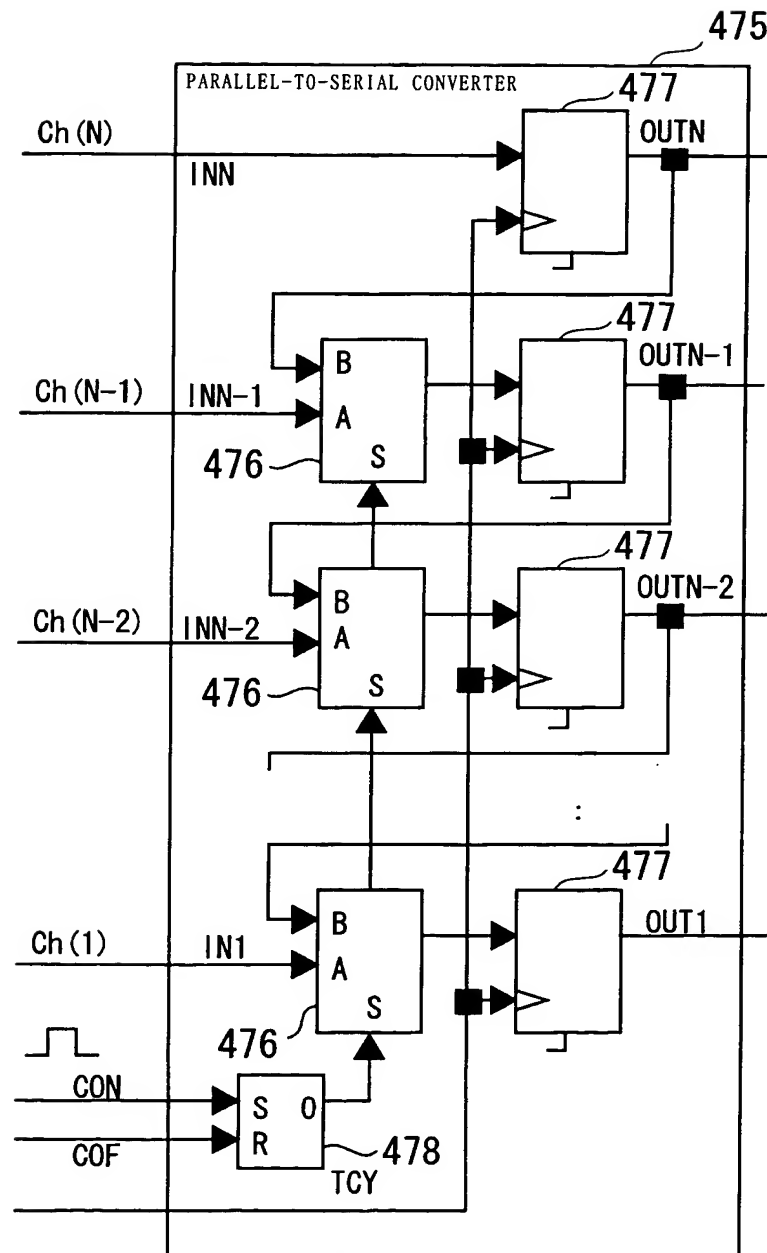 475
PARALLEL-TO-SERIAL CONVERTER
477
Ch(N)
INN
OUTN
477
B
OUTN-1
Ch(N-1)
INN-1
A
476
S
477
B
OUTN-2
Ch(N-2)
INN-2
A
476
S
:
477
B
Ch(1)
IN1
A
OUT1
S
476
CON
S O
COF
R
478
TCY